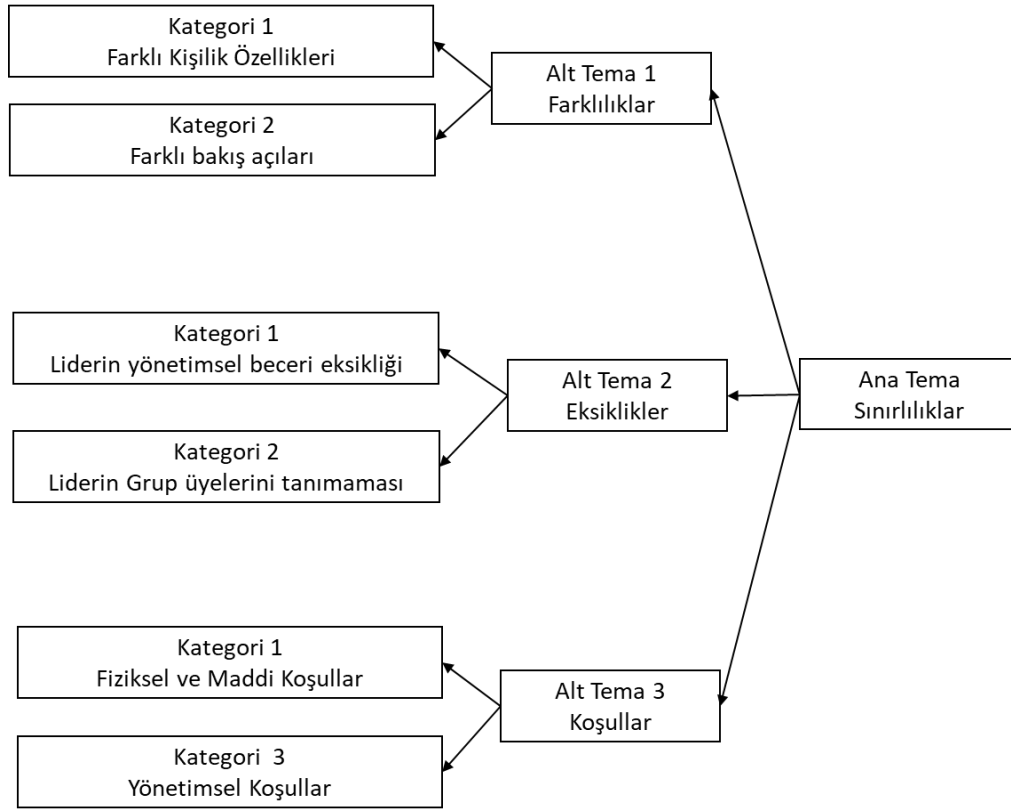 Kategori 1
Farklı Kişilik Özellikleri
Alt Tema 1
Farklılıklar
Kategori 2
Farklı bakış açıları
Kategori 1
Liderin yönetimsel beceri eksikliği
Alt Tema 2
Eksiklikler
Ana Tema
Sınırlılıklar
Kategori 2
Liderin Grup üyelerini tanımaması
Kategori 1
Fiziksel ve Maddi Koşullar
Alt Tema 3
Koşullar
Kategori  3
Yönetimsel Koşullar